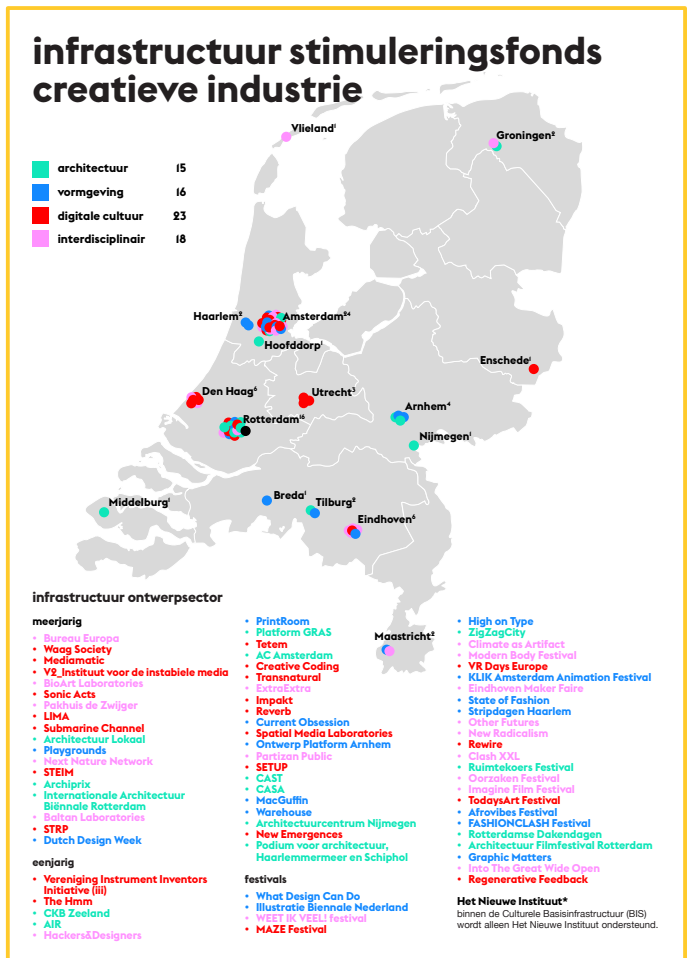 infrastructuur stimuleringsfonds
creatieve industrie
Vlieland¹
Groningen²
architectuur 15
vormgeving 16
digitale cultuur 23
interdisciplinair 18
Haarlem²
Amsterdam²⁴
Hoofddorp¹
Enschede¹
Den Haag⁶
Utrecht³
Arnhem⁴
Rotterdam¹⁶
Nijmegen¹
Middelburg¹
Breda¹
Tilburg²
Eindhoven⁶
Maastricht²
infrastructuur ontwerpsector
meerjarig
• Bureau Europa
• Waag Society
• Mediamatic
• V2_Instituut voor de instabiele media
• BioArt Laboratories
• Sonic Acts
• Pakhuis de Zwijger
• LIMA
• Submarine Channel
• Architectuur Lokaal
• Playgrounds
• Next Nature Network
• STEIM
• Archiprix
• Internationale Architectuur
Biënnale Rotterdam
• Baltan Laboratories
• STRP
• Dutch Design Week
eenjarig
• Vereniging Instrument Inventors
Initiative (iii)
• The Hmm
• CKB Zeeland
• AIR
• Hackers&Designers
• PrintRoom
• Platform GRAS
• Tetem
• AC Amsterdam
• Creative Coding
• Transnatural
• ExtraExtra
• Impakt
• Reverb
• Current Obsession
• Spatial Media Laboratories
• Ontwerp Platform Arnhem
• Partizan Public
• SETUP
• CAST
• CASA
• MacGuffin
• Warehouse
• Architectuurcentrum Nijmegen
• New Emergences
• Podium voor architectuur,
Haarlemmermeer en Schiphol
festivals
• What Design Can Do
• Illustratie Biennale Nederland
• WEET IK VEEL! festival
• MAZE Festival
• High on Type
• ZigZagCity
• Climate as Artifact
• Modern Body Festival
• VR Days Europe
• KLIK Amsterdam Animation Festival
• Eindhoven Maker Faire
• State of Fashion
• Stripdagen Haarlem
• Other Futures
• New Radicalism
• Rewire
• Clash XXL
• Ruimtekoers Festival
• Oorzaken Festival
• Imagine Film Festival
• TodaysArt Festival
• Afrovibes Festival
• FASHIONCLASH Festival
• Rotterdamse Dakendagen
• Architectuur Filmfestival Rotterdam
• Graphic Matters
• Into The Great Wide Open
• Regenerative Feedback
Het Nieuwe Instituut*
binnen de Culturele Basisinfrastructuur (BIS)
wordt alleen Het Nieuwe Instituut ondersteund.